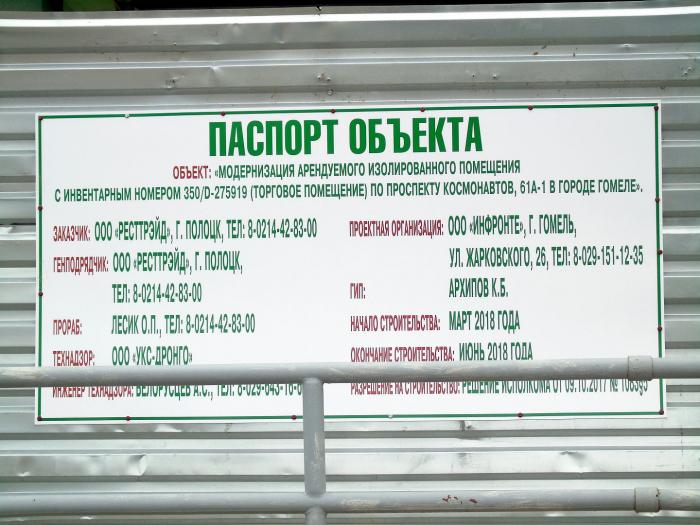 ПАСПОРТ ОБЪЕКТА
ОБЪЕКТ: «МОДЕРНИЗАЦИЯ АРЕНДУЕМОГО ИЗОЛИРОВАННОГО ПОМЕЩЕНИЯ
С ИНВЕНТАРНЫМ НОМЕРОМ 350/D-275919 (ТОРГОВОЕ ПОМЕЩЕНИЕ) ПО ПРОСПЕКТУ КОСМОНАВТОВ, 61А-1 В ГОРОДЕ ГОМЕЛЕ».
ЗАКАЗЧИК: ООО «РЕСТТРЭЙД», Г. ПОЛОЦК, ТЕЛ: 8-0214-42-83-00
ГЕНПОДРЯДЧИК: ООО «РЕСТТРЭЙД», Г. ПОЛОЦК,
ТЕЛ: 8-0214-42-83-00
ПРОРАБ: ЛЕСИК О.П., ТЕЛ: 8-0214-42-83-00
ТЕХНАДЗОР: ООО «УКС-ДРОНГО»
ИНЖЕНЕР ТЕХНАДЗОРА: БЕЛОРУСЦЕВ А.С., ТЕЛ:
ПРОЕКТНАЯ ОРГАНИЗАЦИЯ: ООО «ИНФРОНТЕ», Г. ГОМЕЛЬ,
УЛ. ЖАРКОВСКОГО, 26, ТЕЛ: 8-029-151-12-35
ГИП: АРХИПОВ К.Б.
НАЧАЛО СТРОИТЕЛЬСТВА: МАРТ 2018 ГОДА
ОКОНЧАНИЕ СТРОИТЕЛЬСТВА: ИЮНЬ 2018 ГОДА
РАЗРЕШЕНИЕ НА СТРОИТЕЛЬСТВО: РЕШЕНИЕ ИСПОЛКОМА ОТ 09.10.2017 №